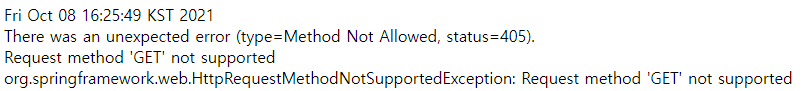 Fri Oct 08 16:25:49 KST 2021
There was an unexpected error (type=Method Not Allowed, status=405).
Request method 'GET' not supported
org.springframework.web.HttpRequestMethodNotSupportedException: Request method 'GET' not supported